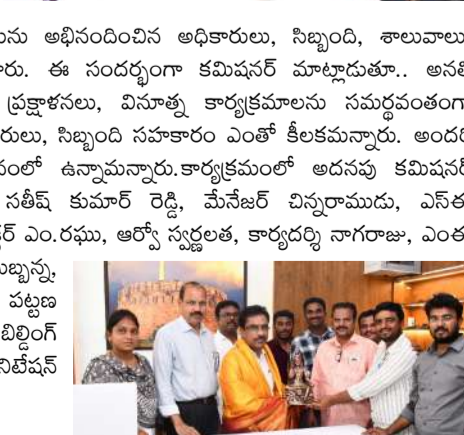 ను అభినందించిన అధికారులు, సిబ్బంది, శాలువాలు
రు. ఈ సందర్భంగా కమిషనర్ మాట్లాడుతూ.. అనతి
ప్రక్షాళనలు, వినూత్న కార్యక్రమాలను సమర్థవంతంగా
రులు, సిబ్బంది సహకారం ఎంతో కీలకమన్నారు. అందరి
నంలో ఉన్నామన్నారు.కార్యక్రమంలో అదనపు కమిషనర్
సతీష్ కుమార్ రెడ్డి, మేనేజర్ చిన్నరాముడు, ఎస్ఈ
ర్ ఎం.రఘు, ఆర్వో స్వర్ణలత, కార్యదర్శి నాగరాజు, ఎంఈ
బ్బన్న,
పట్టణ
బిల్డింగ్
నిటేషన్